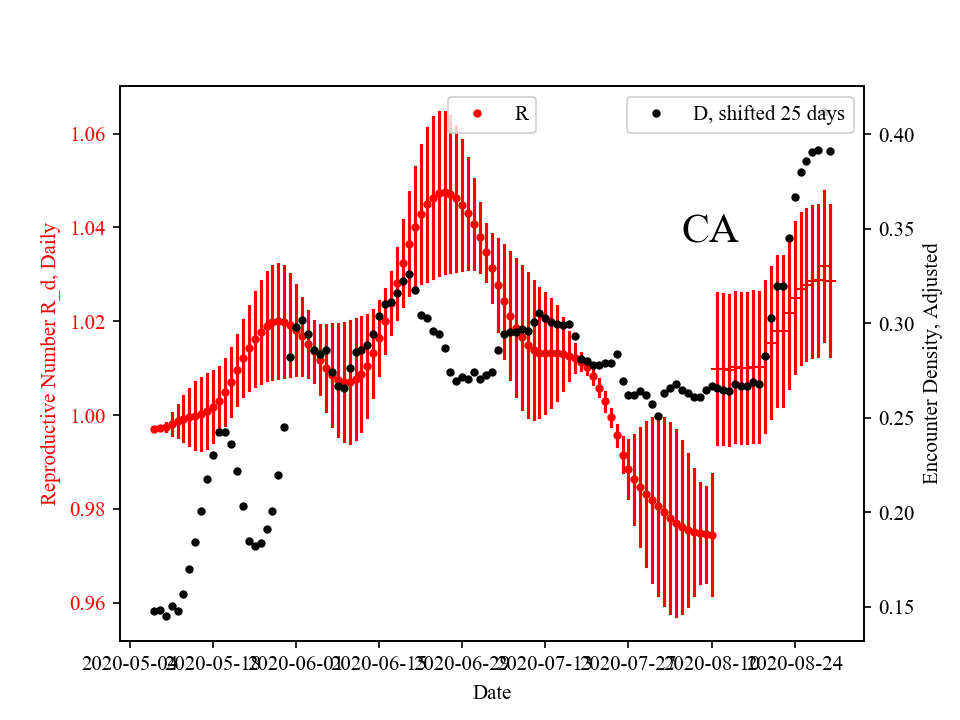 R
D, shifted 25 days
CA
Reproductive Number R_d, Daily
1.06
1.04
1.02
1.00
0.98
0.96
Encounter Density, Adjusted
0.40
0.35
0.30
0.25
0.20
0.15
2020-05-04 2020-05-18 2020-06-01 2020-06-15 2020-06-29 2020-07-13 2020-07-27 2020-08-10 2020-08-24
Date